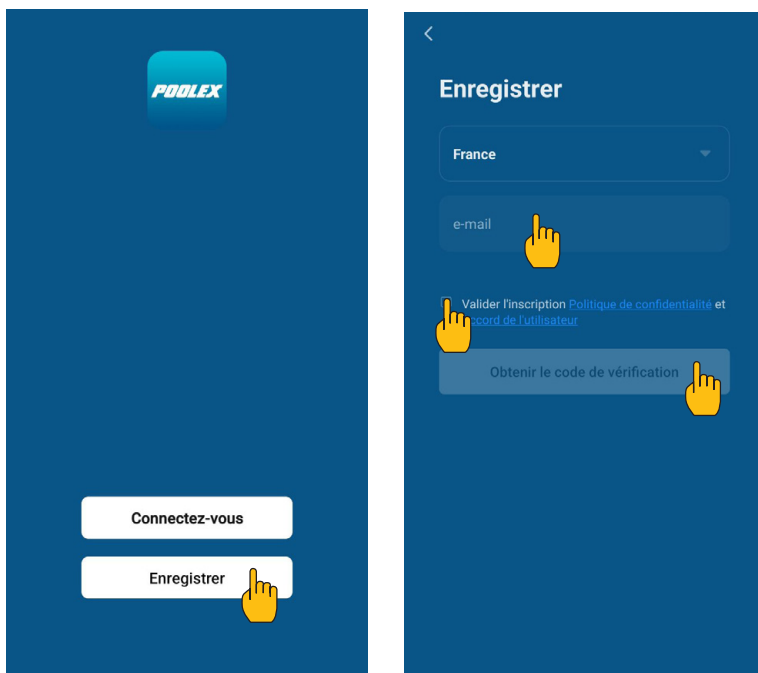 POOLEX
Connectez-vous
Enregistrer
Enregistrer
France
e-mail
Valider l'inscription Politique de confidentialité et
ccord de l'utilisateur
Obtenir le code de vérification